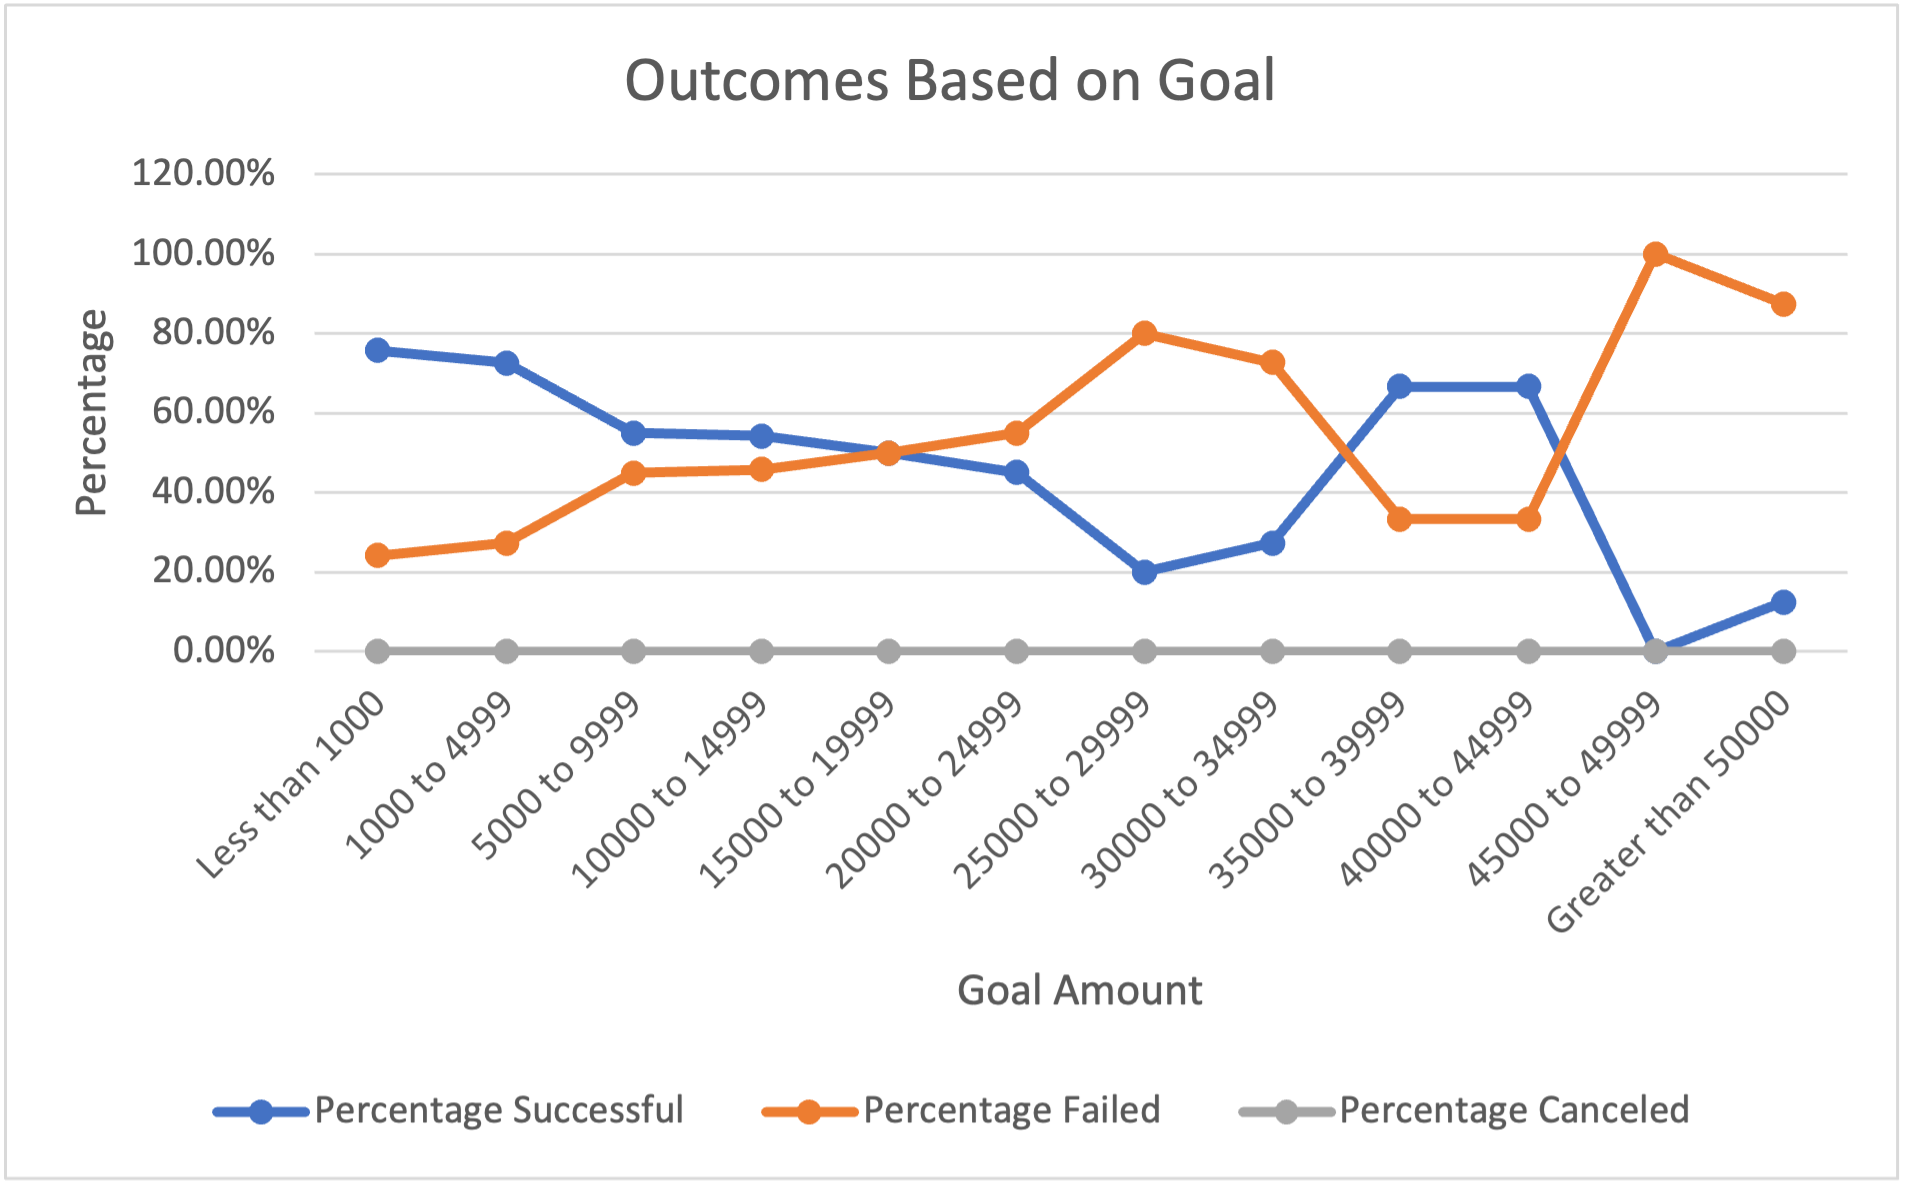 Outcomes Based on Goal
120.00%
100.00%
80.00%
60.00%
40.00%
20.00%
0.00%
Percentage
Less than 1000
1000 to 4999
5000 to 9999
10000 to 14999
15000 to 19999
20000 to 24999
25000 to 29999
30000 to 34999
35000 to 39999
40000 to 44999
45000 to 49999
Greater than 50000
Goal Amount
Percentage Successful
Percentage Failed
Percentage Canceled